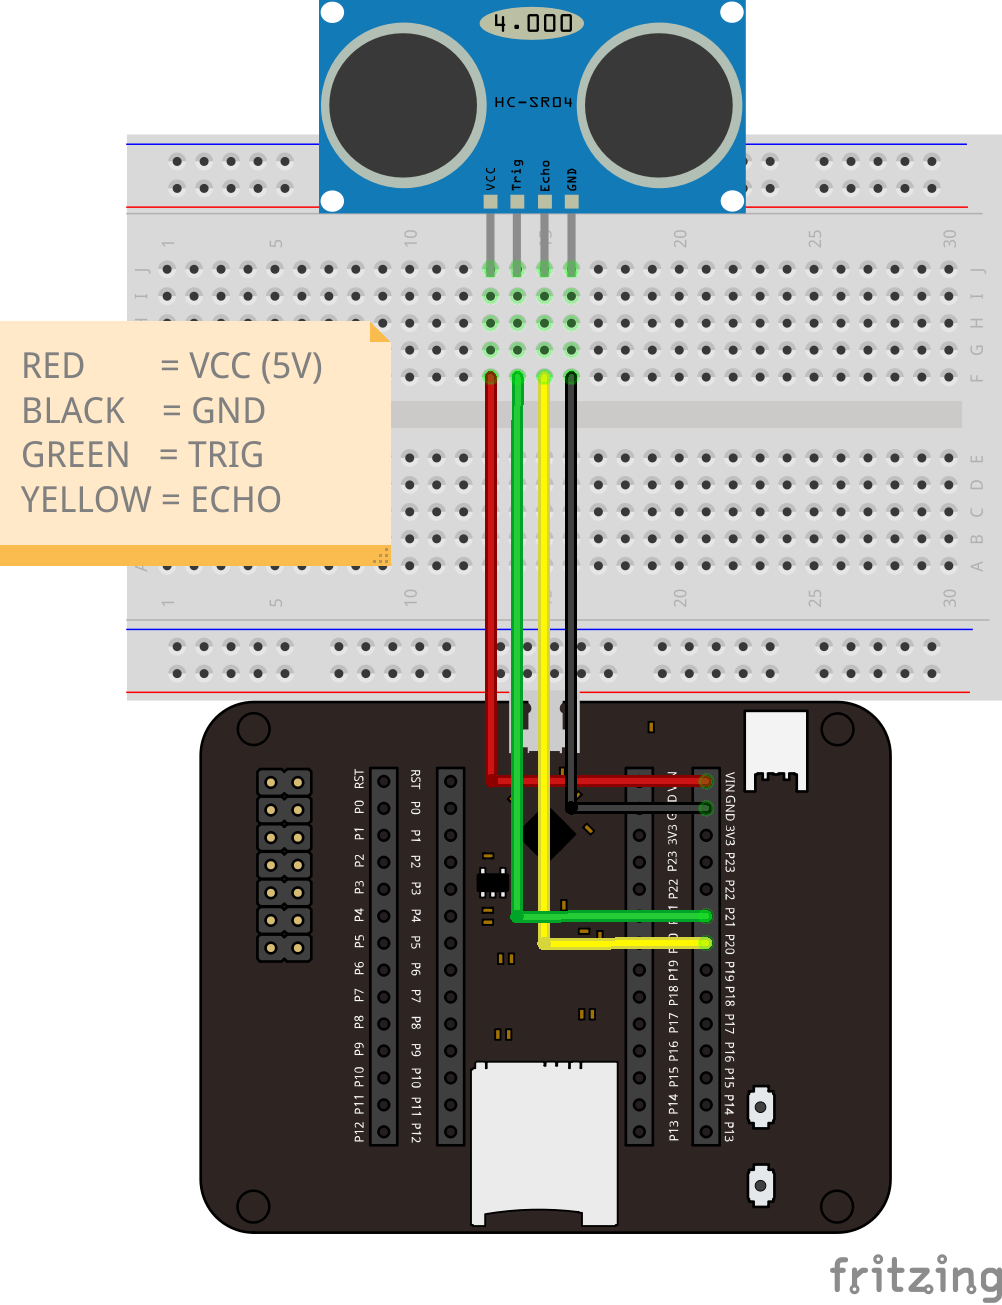 4.000
HC-SR04
VCC Trig Echo GND
1 5 10 15 20 25 30
J J
I I
H H
G
F
RED = VCC (5V)
BLACK = GND
GREEN = TRIG
YELLOW = ECHO
E
D
C
B
A A
1 5 10 20 25 30
RST RST VIN VIN
P0 P0 GND GND
P1 P1 3V3 3V3
P2 P2 P23 P23
P3 P3 P22 P22
P4 P4 P21
P5 P5 P20
P6 P6 P19 P19
P7 P7 P18 P18
P8 P8 P17 P17
P9 P9 P16 P16
P10 P10 P15 P15
P11 P11 P14 P14
P12 P12 P13 P13
fritzing